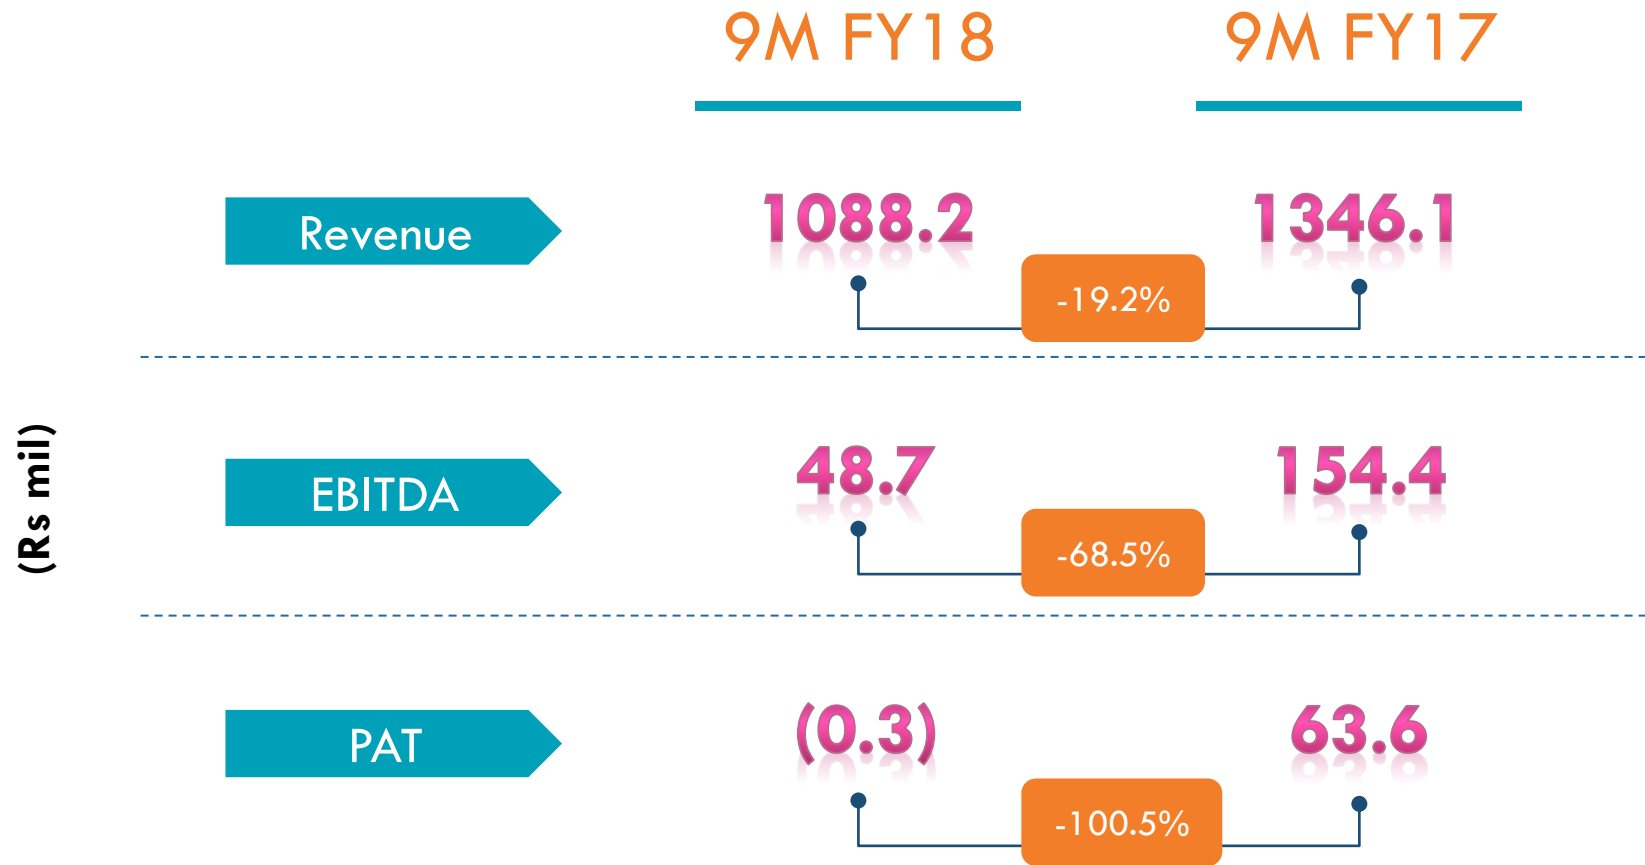 9M FY18
9M FY17
Revenue
1088.2
1346.1
-19.2%
(Rs mil)
EBITDA
48.7
154.4
-68.5%
PAT
(0.3)
63.6
-100.5%